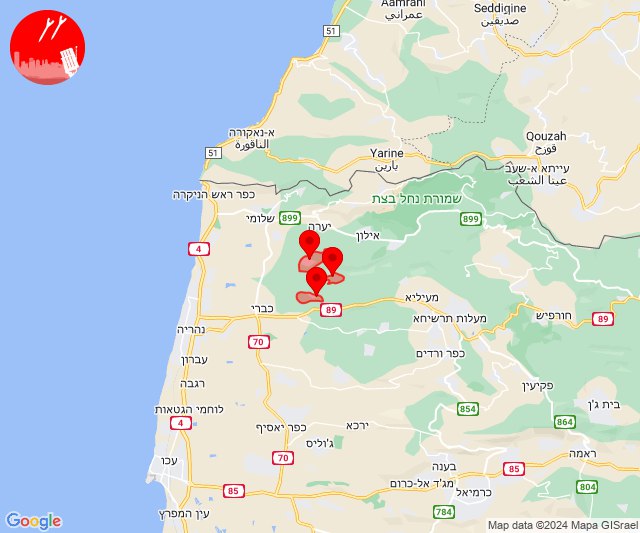 Aamrani
عمراني
Seddigine
צדיקין
51
א-נאקורה
الناقورة
Yarine
يارين
Qouzah
قوزح
51
עייתא א-שעב
عيتا الشعب
שמורת נחל בצת
כפר ראש הניקרה
שלומי
899
899
יערה
אילון
4
מעיליא
כברי
89
חורפיש
89
נהריה
מעלות תרשיחא
70
כפר ורדים
עברון
רגבה
פקיעין
בית ג'ן
לוחמי הגטאות
854
864
4
כפר יאסיף
ירכא
ג'וליס
ראמה
עכו
70
בענה
85
מג'ד אל-כרום
85
כרמיאל
804
784
עין המפרץ
Google
Map data ©2024 Mapa GISrael